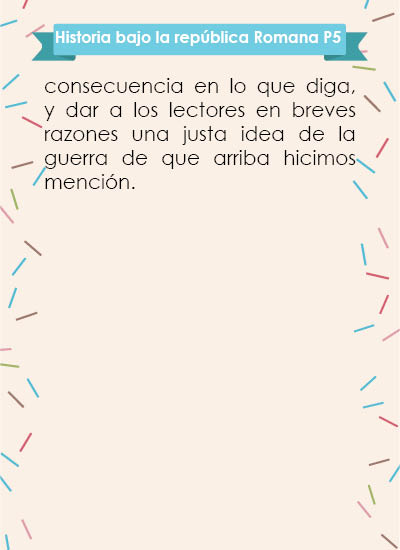 Historia bajo la república Romana P5
consecuencia en lo que diga,
y dar a los lectores en breves
razones una justa idea de la
guerra de que arriba hicimos
mención.